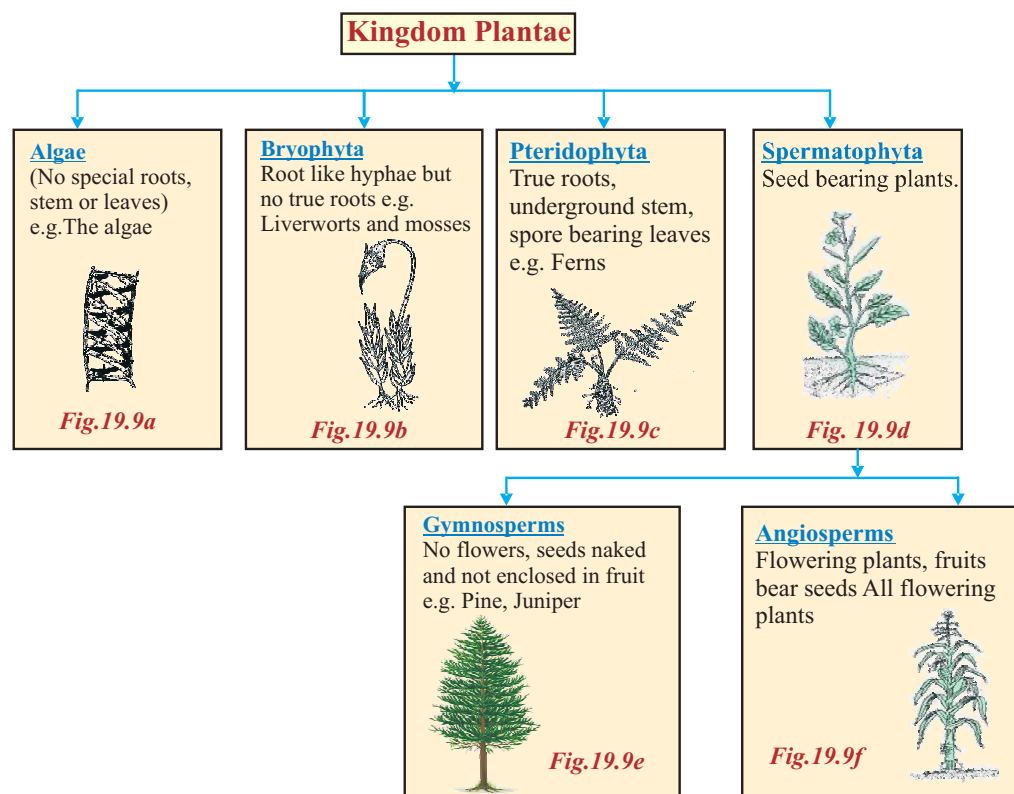 Kingdom Plantae
Algae
(No special roots,
stem or leaves)
e.g.The algae
Fig.19.9a
Bryophyta
Root like hyphae but
no true roots e.g.
Liverworts and mosses
Fig.19.9b
Pteridophyta
True roots,
underground stem,
spore bearing leaves
e.g. Ferns
Fig.19.9c
Spermatophyta
Seed bearing plants.
Fig. 19.9d
Gymnosperms
No flowers, seeds naked
and not enclosed in fruit
e.g. Pine, Juniper
Fig.19.9e
Angiosperms
Flowering plants, fruits
bear seeds All flowering
plants
Fig.19.9f